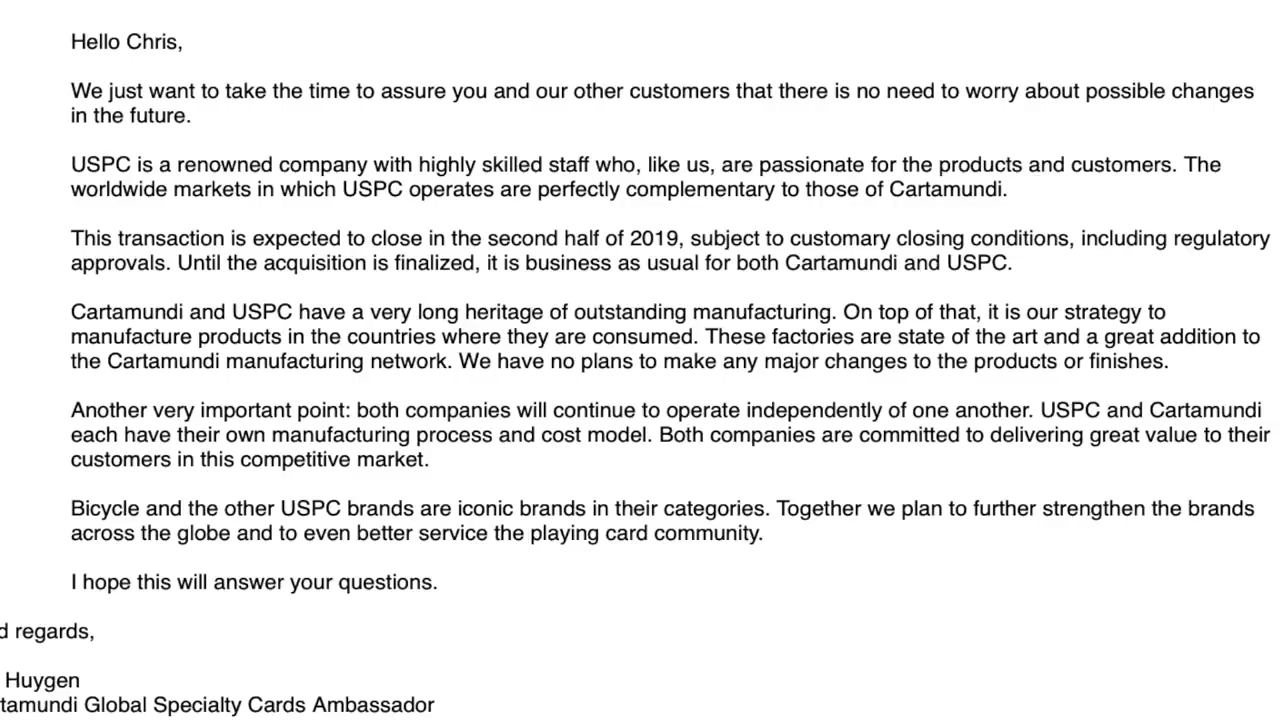 Hello Chris,
We just want to take the time to assure you and our other customers that there is no need to worry about possible changes
in the future.
USPC is a renowned company with highly skilled staff who, like us, are passionate for the products and customers. The
worldwide markets in which USPC operates are perfectly complementary to those of Cartamundi.
This transaction is expected to close in the second half of 2019, subject to customary closing conditions, including regulatory
approvals. Until the acquisition is finalized, it is business as usual for both Cartamundi and USPC.
Cartamundi and USPC have a very long heritage of outstanding manufacturing. On top of that, it is our strategy to
manufacture products in the countries where they are consumed. These factories are state of the art and a great addition to
the Cartamundi manufacturing network. We have no plans to make any major changes to the products or finishes.
Another very important point: both companies will continue to operate independently of one another. USPC and Cartamundi
each have their own manufacturing process and cost model. Both companies are committed to delivering great value to their
customers in this competitive market.
Bicycle and the other USPC brands are iconic brands in their categories. Together we plan to further strengthen the brands
across the globe and to even better service the playing card community.
I hope this will answer your questions.
d regards,
Huygen
tamundi Global Specialty Cards Ambassador